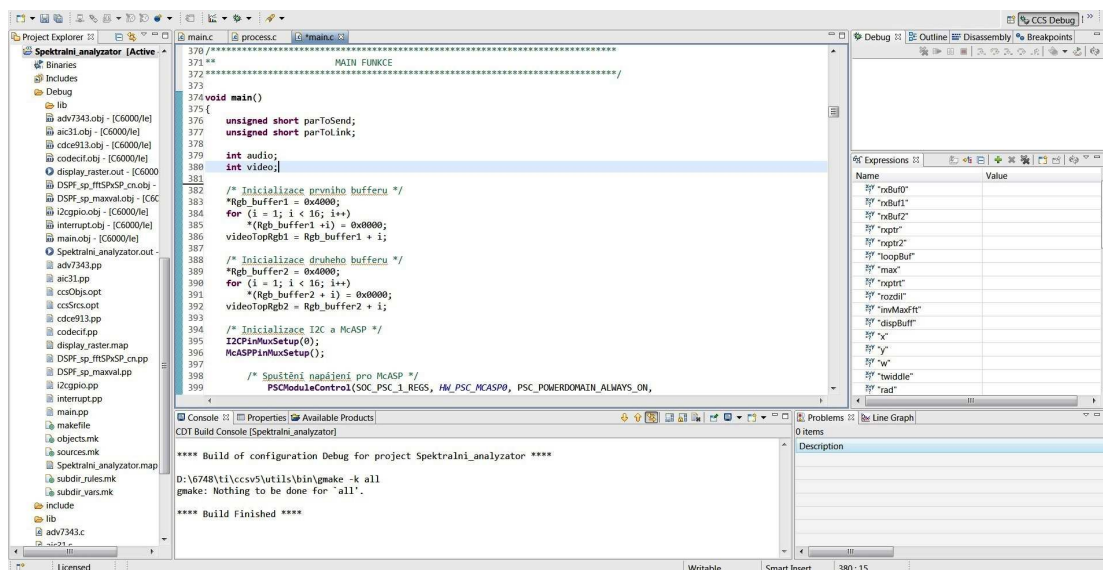 CCS Debug
Project Explorer
main.c process.c *main.c
Debug Outline Disassembly Breakpoints
Spektralni_analyzator [Active -
Binaries
Includes
Debug
lib
adv7343.obj - [C6000/le]
aic31.obj - [C6000/le]
cdce913.obj - [C6000/le]
codecif.obj - [C6000/le]
display_raster.out - [C6000
DSPF_sp_fftSPxSP_cn.obj -
DSPF_sp_maxval.obj - [C6C
i2cgpio.obj - [C6000/le]
interrupt.obj - [C6000/le]
main.obj - [C6000/le]
Spektralni_analyzator.out -
adv7343.pp
aic31.pp
ccsObjs.opt
ccsSrcs.opt
cdce913.pp
codecif.pp
display_raster.map
DSPF_sp_fftSPxSP_cn.pp
DSPF_sp_maxval.pp
i2cgpio.pp
interrupt.pp
main.pp
makefile
objects.mk
sources.mk
Spektralni_analyzator.map
subdir_rules.mk
subdir_vars.mk
include
lib
adv7343.c
370 /******************************************************************************
371 ** MAIN FUNKCE
372 *******************************************************************************/
373
374 void main()
375 {
376 unsigned short parToSend;
377 unsigned short parToLink;
378
379 int audio;
380 int video;
381
382 /* Inicializace prvniho bufferu */
383 *Rgb_buffer1 = 0x4000;
384 for (i = 1; i < 16; i++)
385 *(Rgb_buffer1 +i) = 0x0000;
386 videoTopRgb1 = Rgb_buffer1 + i;
387
388 /* Inicializace druheho bufferu */
389 *Rgb_buffer2 = 0x4000;
390 for (i = 1; i < 16; i++)
391 *(Rgb_buffer2 + i) = 0x0000;
392 videoTopRgb2 = Rgb_buffer2 + i;
393
394 /* Inicializace I2C a McASP */
395 I2CPinMuxSetup(0);
396 McASPPinMuxSetup();
397
398 /* Spuštění napájení pro McASP */
399 PSCModuleControl(SOC_PSC_1_REGS, HW_PSC_MCASP0, PSC_POWERDOMAIN_ALWAYS_ON,
Expressions
Name Value
"rxBuf0"
"rxBuf1"
"rxBuf2"
"rxptr"
"rxptr2"
"loopBuf"
"max"
"rxptrt"
"rozdil"
"invMaxFft"
"dispBuff"
"x"
"y"
"w"
"twiddle"
"rad"
Console Properties Available Products
CDT Build Console [Spektralni_analyzator]
**** Build of configuration Debug for project Spektralni_analyzator ****
D:\6748\ti\ccsv5\utils\bin\gmake -k all
gmake: Nothing to be done for `all'.
**** Build Finished ****
Problems Line Graph
0 items
Description
Licensed
Writable Smart Insert 380 : 15